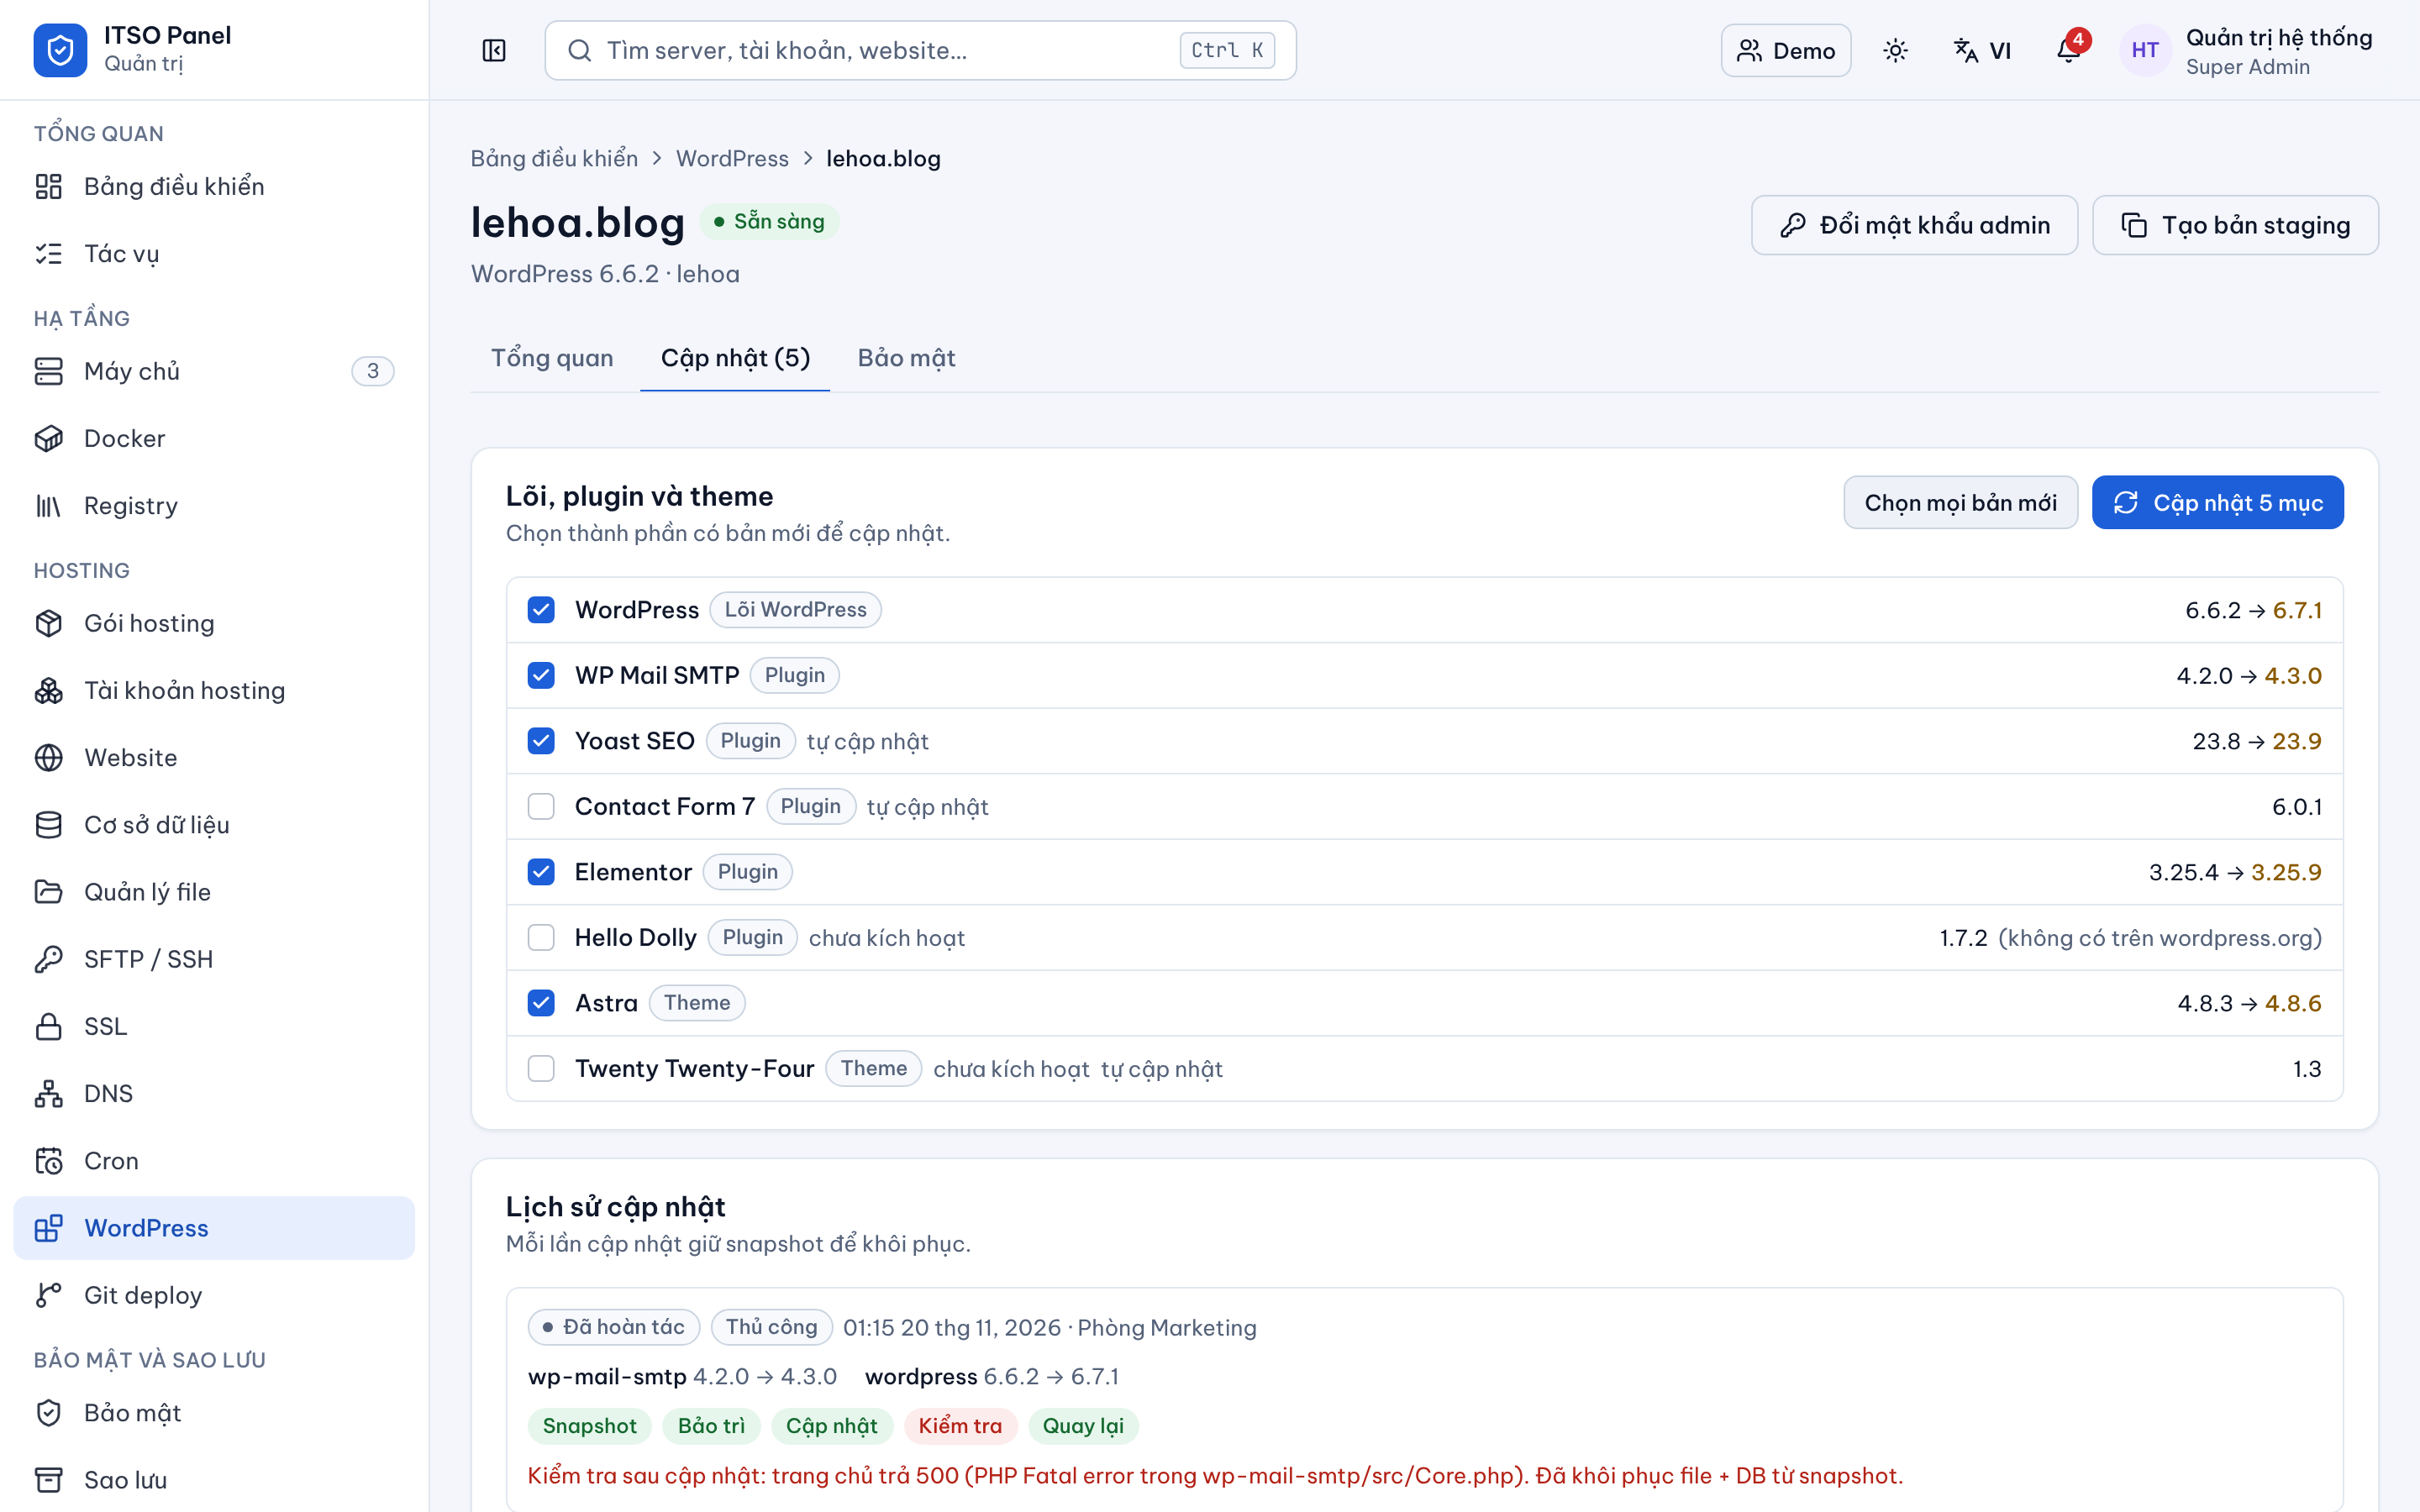 ITSO Panel
Quản trị
Tìm server, tài khoản, website...
Ctrl K
Demo
VI
4
HT
Quản trị hệ thống
Super Admin
TỔNG QUAN
Bảng điều khiển
Tác vụ
HẠ TẦNG
Máy chủ
3
Docker
Registry
HOSTING
Gói hosting
Tài khoản hosting
Website
Cơ sở dữ liệu
Quản lý file
SFTP / SSH
SSL
DNS
Cron
WordPress
Git deploy
BẢO MẬT VÀ SAO LƯU
Bảo mật
Sao lưu
Bảng điều khiển > WordPress > lehoa.blog
lehoa.blog
Sẵn sàng
WordPress 6.6.2 · lehoa
Đổi mật khẩu admin
Tạo bản staging
Tổng quan
Cập nhật (5)
Bảo mật
Lõi, plugin và theme
Chọn thành phần có bản mới để cập nhật.
Chọn mọi bản mới
Cập nhật 5 mục
WordPress Lõi WordPress 6.6.2 → 6.7.1
WP Mail SMTP Plugin 4.2.0 → 4.3.0
Yoast SEO Plugin tự cập nhật 23.8 → 23.9
Contact Form 7 Plugin tự cập nhật 6.0.1
Elementor Plugin 3.25.4 → 3.25.9
Hello Dolly Plugin chưa kích hoạt 1.7.2 (không có trên wordpress.org)
Astra Theme 4.8.3 → 4.8.6
Twenty Twenty-Four Theme chưa kích hoạt tự cập nhật 1.3
Lịch sử cập nhật
Mỗi lần cập nhật giữ snapshot để khôi phục.
Đã hoàn tác Thủ công 01:15 20 thg 11, 2026 · Phòng Marketing
wp-mail-smtp 4.2.0 → 4.3.0 wordpress 6.6.2 → 6.7.1
Snapshot Bảo trì Cập nhật Kiểm tra Quay lại
Kiểm tra sau cập nhật: trang chủ trả 500 (PHP Fatal error trong wp-mail-smtp/src/Core.php). Đã khôi phục file + DB từ snapshot.